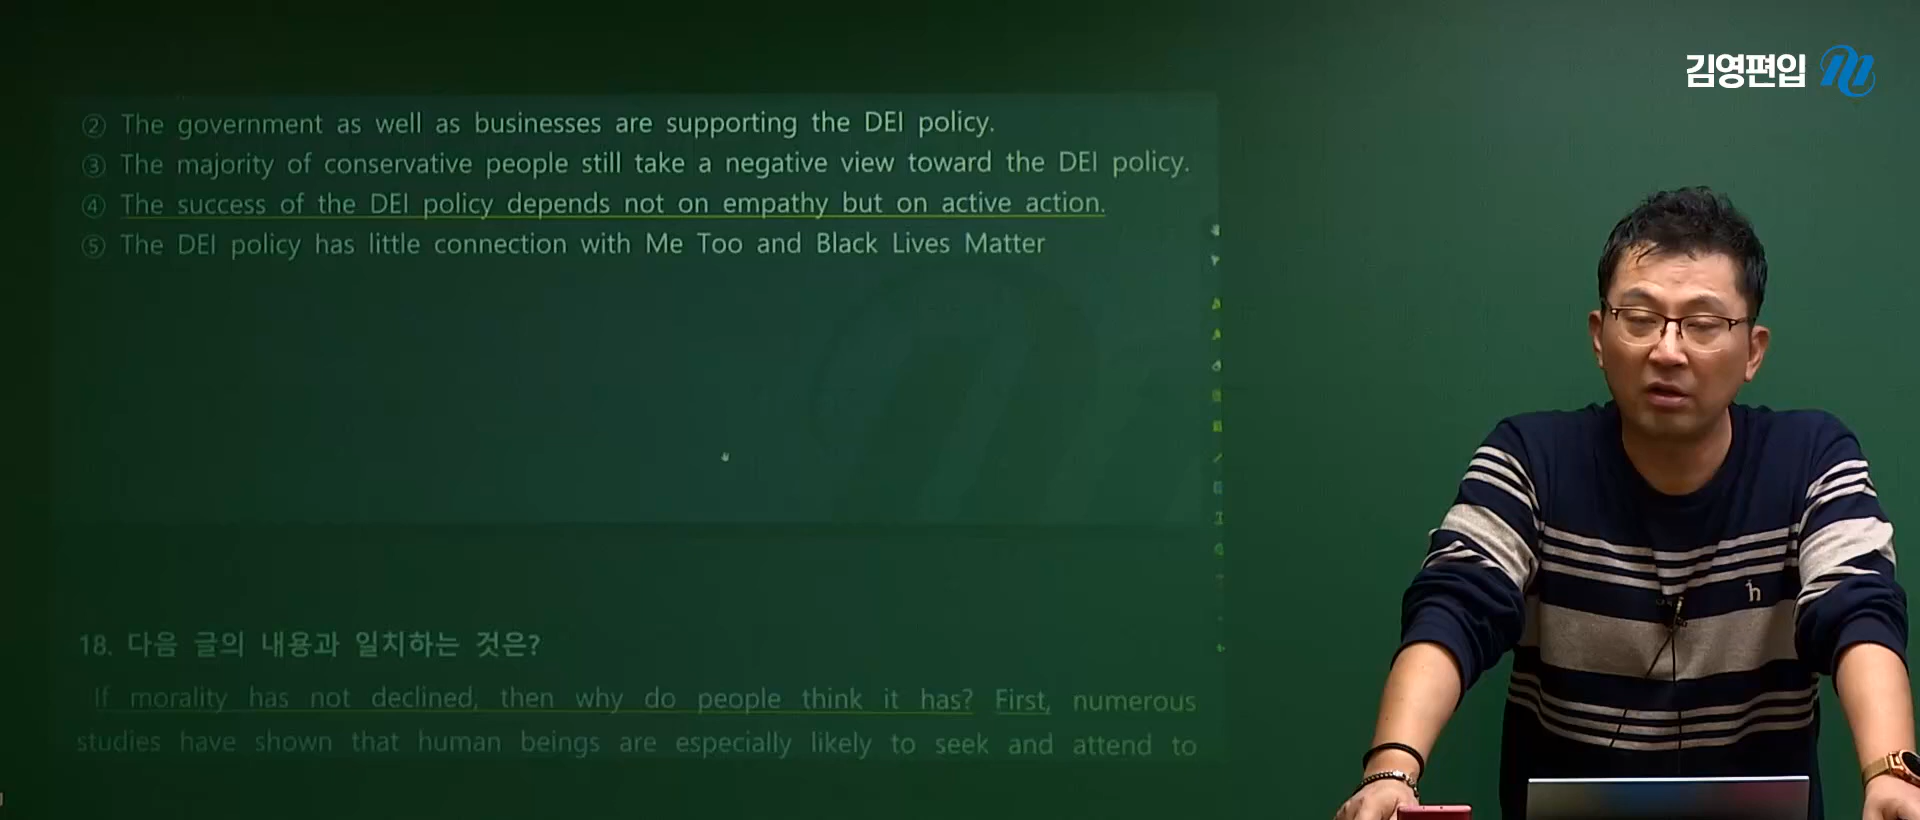 김영편입
② The government as well as businesses are supporting the DEI policy.
③ The majority of conservative people still take a negative view toward the DEI policy.
④ The success of the DEI policy depends not on empathy but on active action.
⑤ The DEI policy has little connection with Me Too and Black Lives Matter
18. 다음 글의 내용과 일치하는 것은?
If morality has not declined, then why do people think it has? First, numerous
studies have shown that human beings are especially likely to seek and attend to